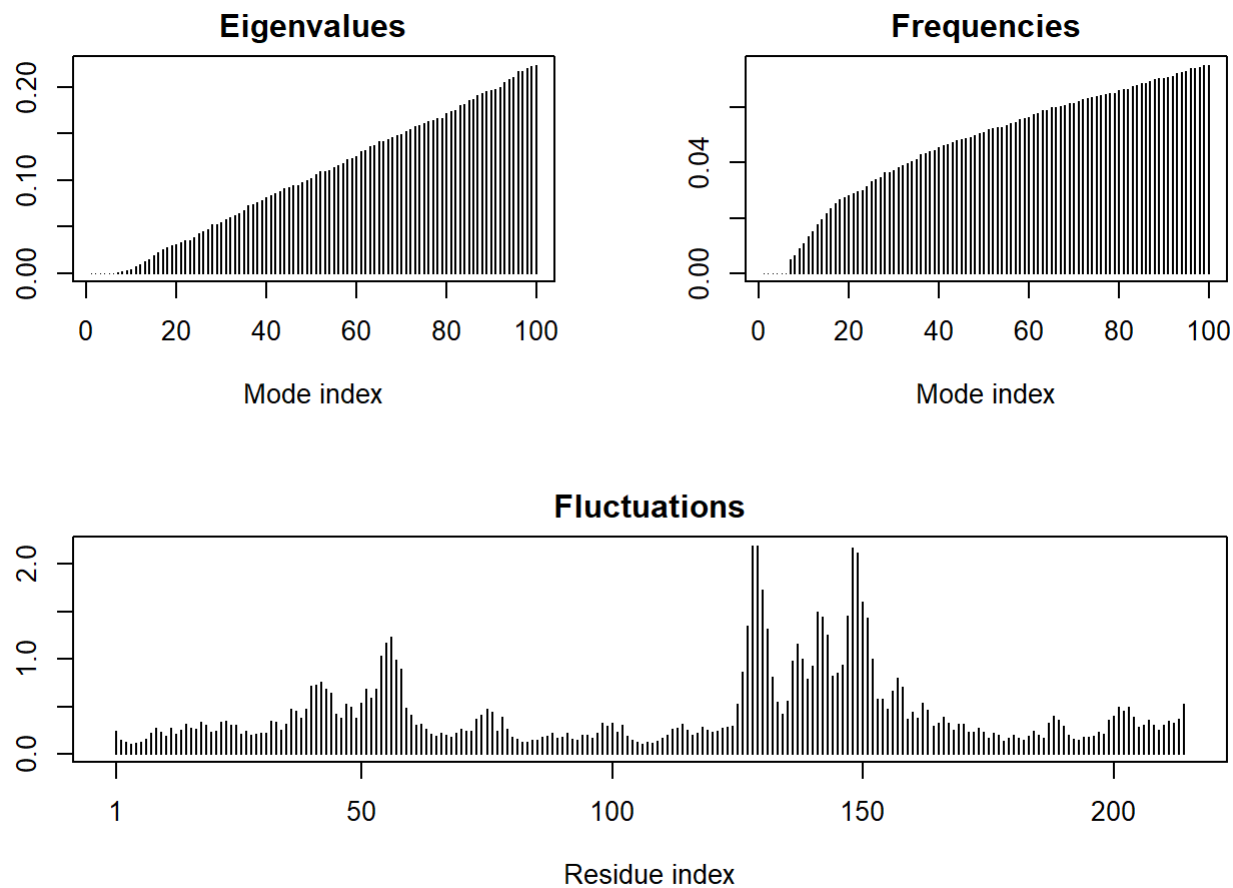 Eigenvalues
0.20
0.10
0.00
0 20 40 60 80 100
Mode index
Frequencies
0.04
0.00
0 20 40 60 80 100
Mode index
Fluctuations
2.0
1.0
0.0
1 50 100 150 200
Residue index